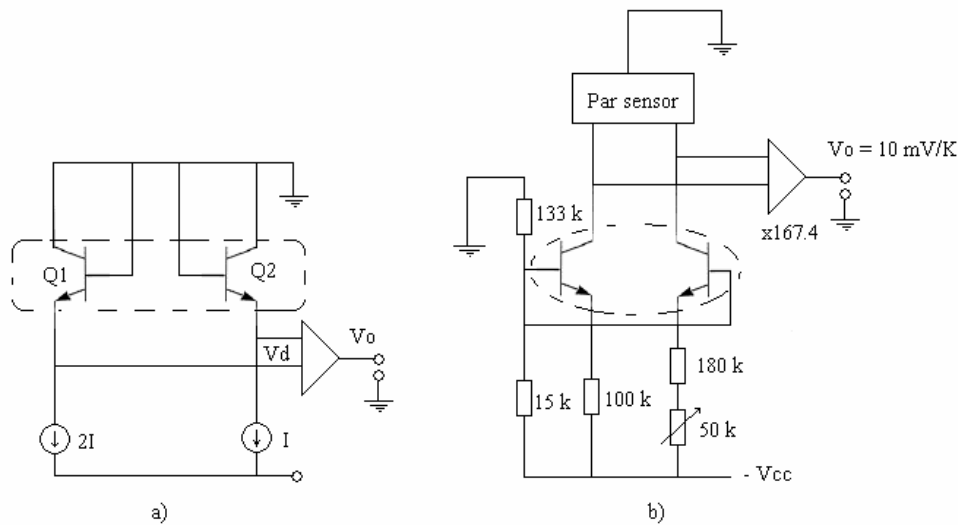 Par sensor
Vo = 10 mV/K
133 k
x167.4
Q1
Q2
Vo
Vd
180 k
15 k
100 k
50 k
2I
I
- Vcc
a)
b)